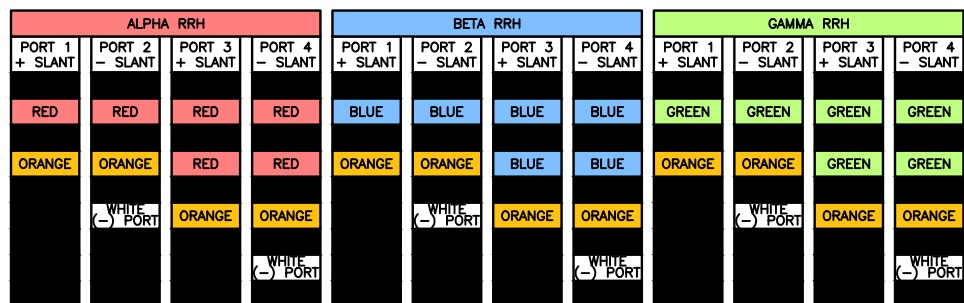 ALPHA RRH BETA RRH GAMMA RRH
PORT 1 PORT 2 PORT 3 PORT 4 PORT 1 PORT 2 PORT 3 PORT 4 PORT 1 PORT 2 PORT 3 PORT 4
+ SLANT - SLANT + SLANT - SLANT + SLANT - SLANT + SLANT - SLANT + SLANT - SLANT + SLANT - SLANT
RED RED RED RED BLUE BLUE BLUE BLUE GREEN GREEN GREEN GREEN
ORANGE ORANGE RED RED ORANGE ORANGE BLUE BLUE ORANGE ORANGE GREEN GREEN
WHITE ORANGE ORANGE WHITE ORANGE ORANGE WHITE ORANGE ORANGE
(-) PORT (-) PORT (-) PORT
WHITE WHITE WHITE
(-) PORT (-) PORT (-) PORT